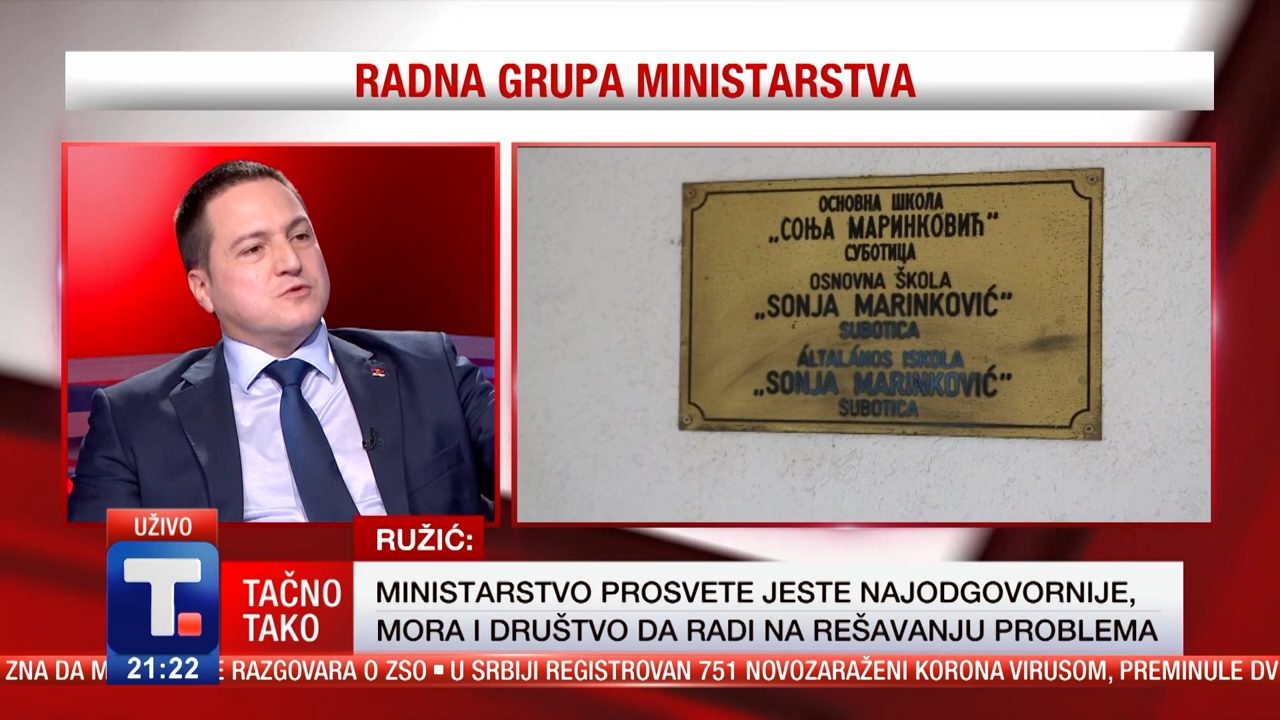 RADNA GRUPA MINISTARSTVA
ОСНОВНА ШКОЛА
„СОЊА МАРИНКОВИЋ”
СУБОТИЦА
OSNOVNA ŠKOLA
„SONJA MARINKOVIĆ”
SUBOTICA
ÁLTALÁNOS ISKOLA
„SONJA MARINKOVIĆ”
SUBOTICA
UŽIVO
T.
21:22
TAČNO
TAKO
RUŽIĆ:
MINISTARSTVO PROSVETE JESTE NAJODGOVORNIJE,
MORA I DRUŠTVO DA RADI NA REŠAVANJU PROBLEMA
ZNA DA M E RAZGOVARA O ZSO ▪ U SRBIJI REGISTROVAN 751 NOVOZARAŽENI KORONA VIRUSOM, PREMINULE DV